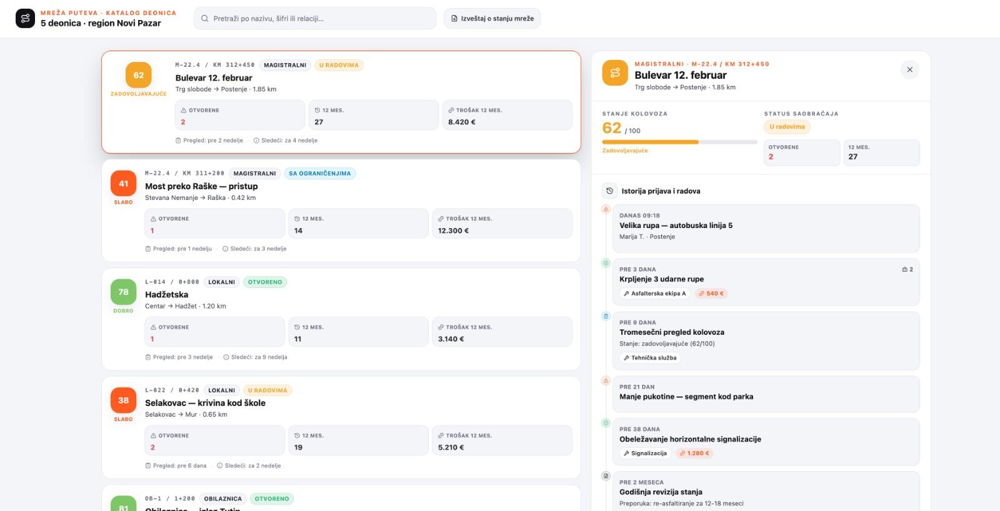 MREŽA PUTEVA · KATALOG DEONICA
5 deonica · region Novi Pazar
Pretraži po nazivu, šifri ili relaciji...
Izveštaj o stanju mreže
62
ZADOVOLJAVAJUĆE
M-22.4 / KM 312+450 MAGISTRALNI U RADOVIMA
Bulevar 12. februar
Trg slobode → Postenje · 1.85 km
OTVORENE
2
12 MES.
27
TROŠAK 12 MES.
8.420 €
Pregled: pre 2 nedelje · Sledeći: za 4 nedelje
41
SLABO
M-22.4 / KM 311+200 MAGISTRALNI SA OGRANIČENJIMA
Most preko Raške — pristup
Stevana Nemanje → Raška · 0.42 km
OTVORENE
1
12 MES.
14
TROŠAK 12 MES.
12.300 €
Pregled: pre 1 nedelju · Sledeći: za 3 nedelje
78
DOBRO
L-014 / 0+800 LOKALNI OTVORENO
Hadžetska
Centar → Hadžet · 1.20 km
OTVORENE
1
12 MES.
11
TROŠAK 12 MES.
3.140 €
Pregled: pre 3 nedelje · Sledeći: za 9 nedelja
38
SLABO
L-022 / 0+420 LOKALNI U RADOVIMA
Selakovac — krivina kod škole
Selakovac → Mur · 0.65 km
OTVORENE
2
12 MES.
19
TROŠAK 12 MES.
5.210 €
Pregled: pre 6 dana · Sledeći: za 2 nedelje
81
OB-1 / 1+200 OBILAZNICA OTVORENO
Obilaznica — izlaz Tutin
MAGISTRALNI · M-22.4 / KM 312+450
Bulevar 12. februar
Trg slobode → Postenje · 1.85 km
STANJE KOLOVOZA
62 / 100
Zadovoljavajuće
STATUS SAOBRAĆAJA
U radovima
OTVORENE
2
12 MES.
27
Istorija prijava i radova
DANAS 09:18
Velika rupa — autobuska linija 5
Marija T. · Postenje
PRE 3 DANA
2
Krpljenje 3 udarne rupe
Asfalterska ekipa A 540 €
PRE 9 DANA
Tromesečni pregled kolovoza
Stanje: zadovoljavajuće (62/100)
Tehnička služba
PRE 21 DAN
Manje pukotine — segment kod parka
PRE 38 DANA
Obeležavanje horizontalne signalizacije
Signalizacija 1.280 €
PRE 2 MESECA
Godišnja revizija stanja
Preporuka: re-asfaltiranje za 12-18 meseci